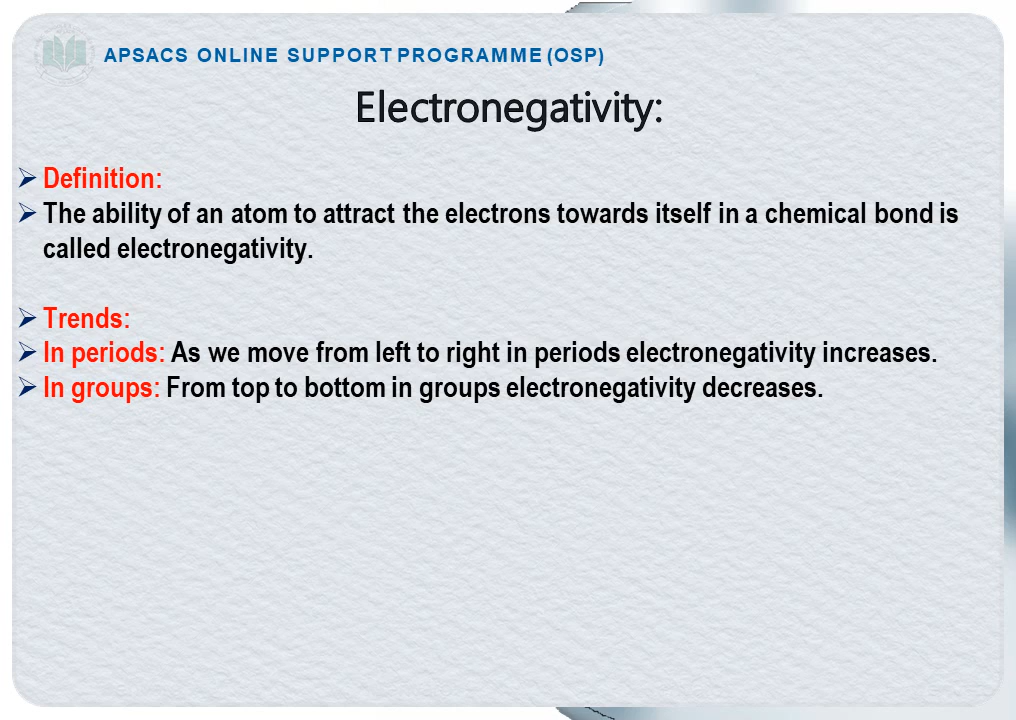 APSACS ONLINE SUPPORT PROGRAMME (OSP)
Electronegativity:
➢ Definition:
➢ The ability of an atom to attract the electrons towards itself in a chemical bond is
called electronegativity.
➢ Trends:
➢ In periods: As we move from left to right in periods electronegativity increases.
➢ In groups: From top to bottom in groups electronegativity decreases.